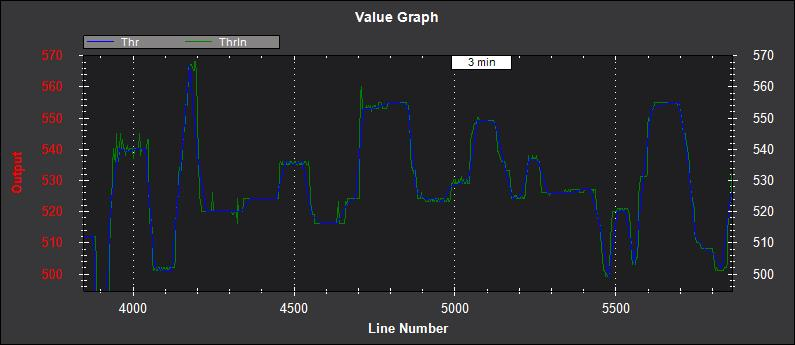 Value Graph
Thr ThrIn
3 min
570 570
560 560
550 550
540 540
530 530
520 520
510 510
500 500
Output
4000 4500 5000 5500
Line Number